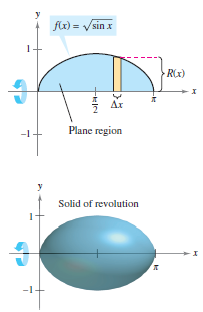 y
f(x) = √sin x
1
R(x)
x
π/2
Δx
π
-1
Plane region
y
Solid of revolution
1
x
π
-1